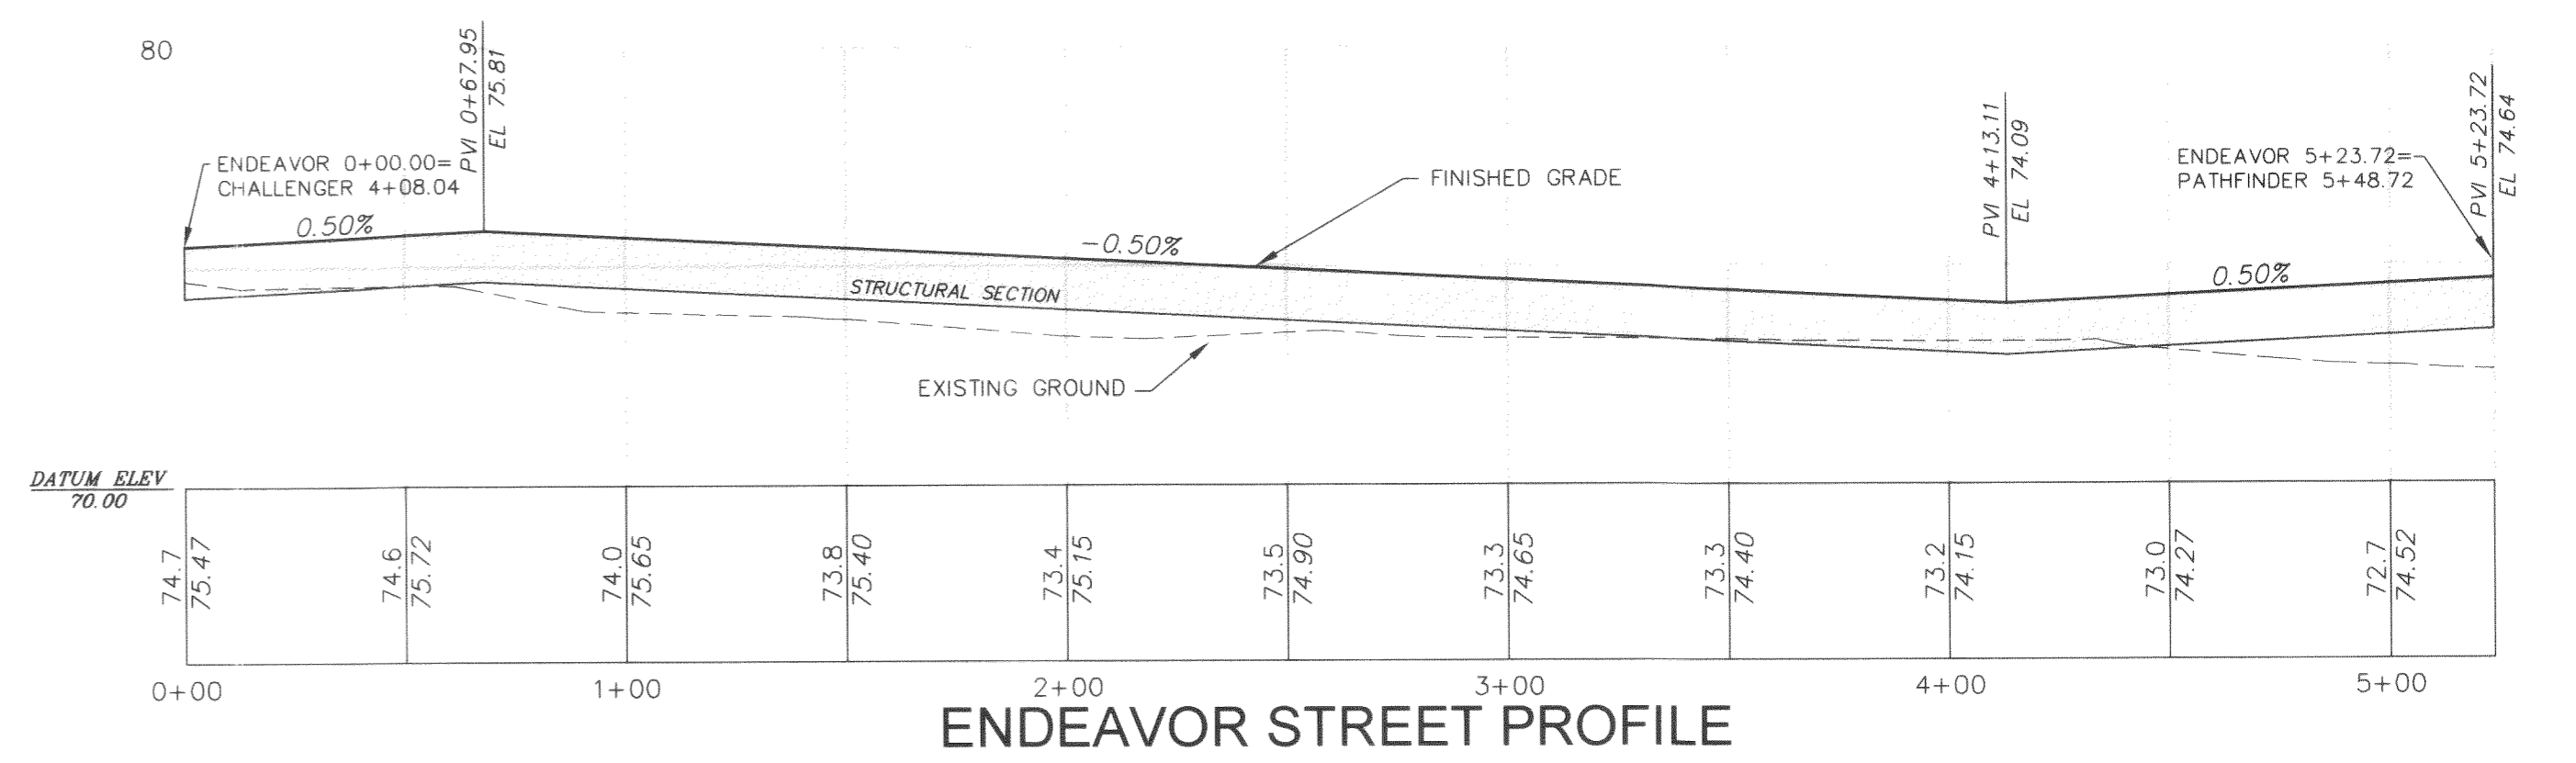 80
PVI 0+67.95
EL 75.81
ENDEAVOR 0+00.00=
CHALLENGER 4+08.04
0.50%
-0.50%
FINISHED GRADE
PVI 4+13.11
EL 74.09
ENDEAVOR 5+23.72=
PATHFINDER 5+48.72
PVI 5+23.72
EL 74.64
0.50%
STRUCTURAL SECTION
EXISTING GROUND
DATUM ELEV
70.00
74.7
75.47
74.6
75.72
74.0
75.65
73.8
75.40
73.4
75.15
73.5
74.90
73.3
74.65
73.3
74.40
73.2
74.15
73.0
74.27
72.7
74.52
0+00
1+00
2+00
3+00
4+00
5+00
ENDEAVOR STREET PROFILE